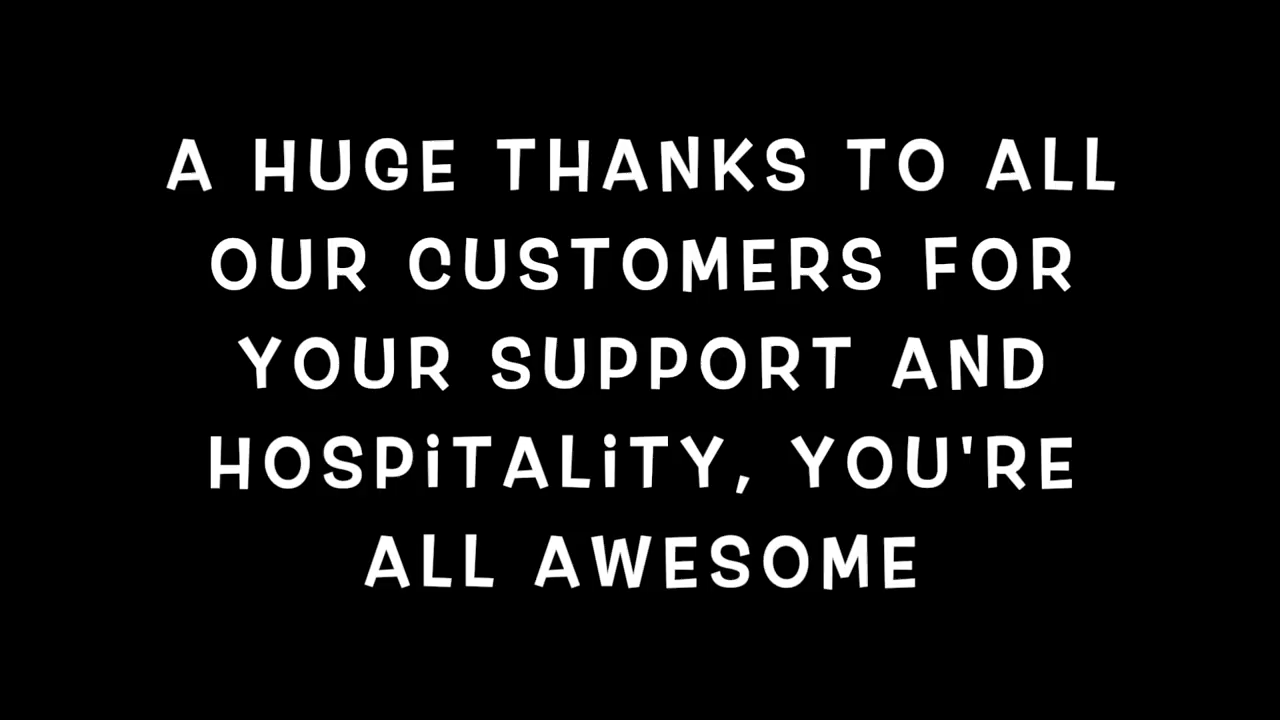 A HUGE THANKS TO ALL
OUR CUSTOMERS FOR
YOUR SUPPORT AND
HOSPiTALiTY, YOU'RE
ALL AWESOME